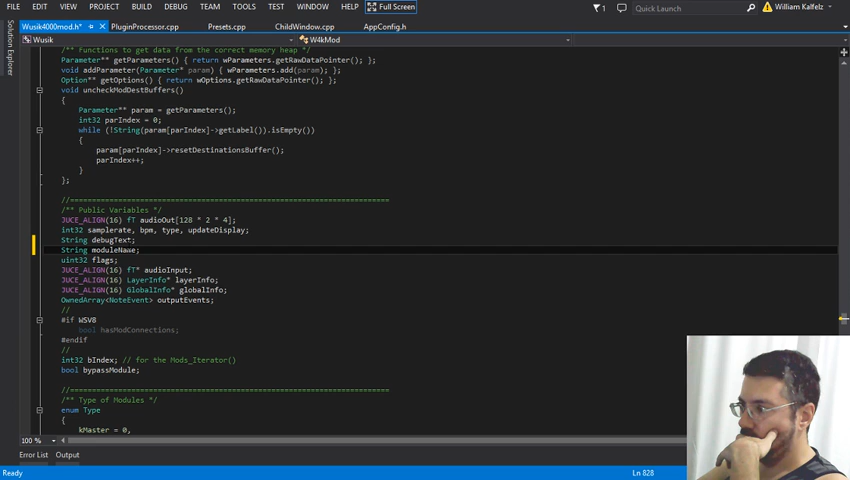 FILE EDIT VIEW PROJECT BUILD DEBUG TEAM TOOLS TEST WINDOW HELP Full Screen 1 Quick Launch William Kalfelz
Wusik4000mod.h* PluginProcessor.cpp Presets.cpp ChildWindow.cpp AppConfig.h
Solution Explorer
Wusik W4kMod
/** Functions to get data from the correct memory heap */
Parameter** getParameters() { return wParameters.getRawDataPointer(); };
void addParameter(Parameter* param) { wParameters.add(param); };
Option** getOptions() { return wOptions.getRawDataPointer(); };
void uncheckModDestBuffers()
{
Parameter** param = getParameters();
int32 parIndex = 0;
while (!String(param[parIndex]->getLabel()).isEmpty())
{
param[parIndex]->resetDestinationsBuffer();
parIndex++;
}
};
//=========================================================================
/** Public Variables */
JUCE_ALIGN(16) fT audioOut[128 * 2 * 4];
int32 samplerate, bpm, type, updateDisplay;
String debugText;
String moduleName;
uint32 flags;
JUCE_ALIGN(16) fT* audioInput;
JUCE_ALIGN(16) LayerInfo* layerInfo;
JUCE_ALIGN(16) GlobalInfo* globalInfo;
OwnedArray<NoteEvent> outputEvents;
//
#if WSV8
bool hasModConnections;
#endif
//
int32 bIndex; // for the Mods_Iterator()
bool bypassModule;
//=========================================================================
/** Type of Modules */
enum Type
{
kMaster = 0,
100 %
Error List Output
Ready Ln 828